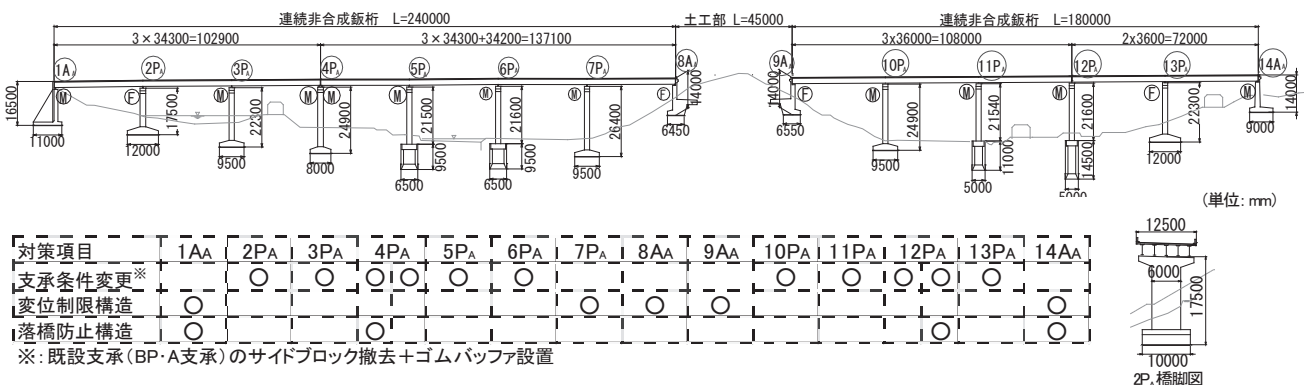 連続非合成鈑桁 L=240000
土工部 L=45000
連続非合成鈑桁 L=180000
3×34300=102900
3×34300+34200=137100
3x36000=108000
2x3600=72000
1AA 2PA 3PA 4PA 5PA 6PA 7PA 8AA 9AA 10PA 11PA 12PA 13PA 14AA
M F M M M M M M F F M M M F M
16500 17500 22300 24900 21500 9500 21600 9500 26400 14000 14000 24900 21540 11000 21600 14500 22300 14000
11000 12000 9500 8000 6500 6500 9500 6450 6550 9500 5000 5000 12000 9000
(単位: mm)
対策項目 1AA 2PA 3PA 4PA 5PA 6PA 7PA 8AA 9AA 10PA 11PA 12PA 13PA 14AA
支承条件変更※ ○ ○ ○ ○ ○ ○ ○ ○ ○ ○ ○
変位制限構造 ○ ○ ○ ○ ○
落橋防止構造 ○ ○ ○ ○
※:既設支承(BP·A支承)のサイドブロック撤去+ゴムバッファ設置
12500
6000
17500
10000
2PA橋脚図